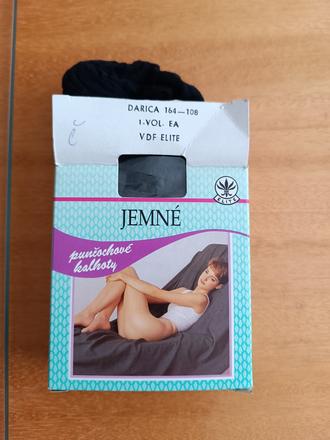 DARICA 164-108
1.VOL. EA
VDF ELITE
č
ELITE
JEMNÉ
punčochové
kalhoty